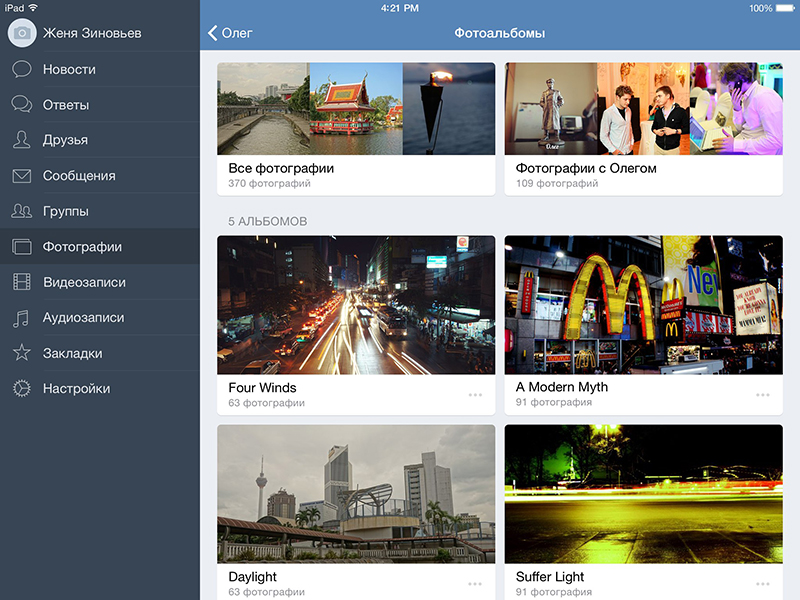 iPad
4:21 PM
100%
Женя Зиновьев
Новости
Ответы
Друзья
Сообщения
Группы
Фотографии
Видеозаписи
Аудиозаписи
Закладки
Настройки
Олег
Фотоальбомы
Все фотографии
370 фотографий
Фотографии с Олегом
109 фотографий
5 АЛЬБОМОВ
Four Winds
63 фотографии
A Modern Myth
91 фотография
Daylight
63 фотографии
Suffer Light
91 фотография